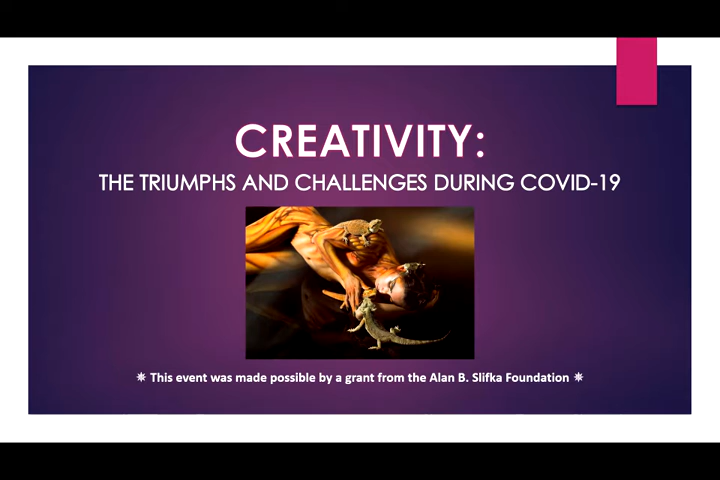 CREATIVITY:
THE TRIUMPHS AND CHALLENGES DURING COVID-19
✷ This event was made possible by a grant from the Alan B. Slifka Foundation ✷